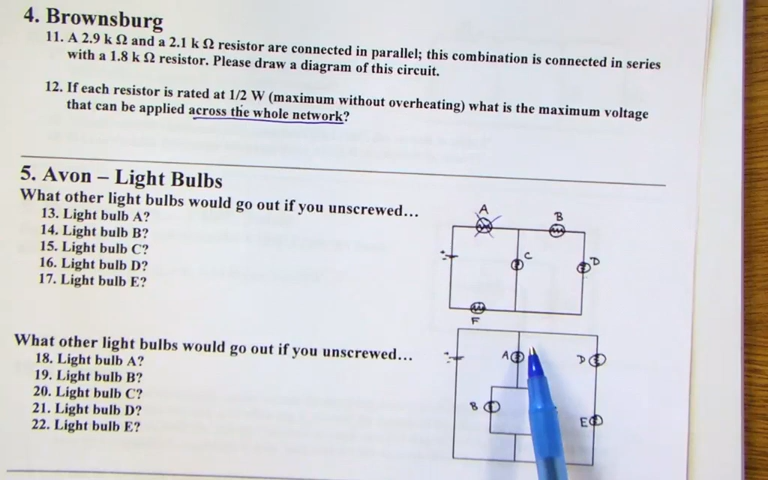 4. Brownsburg
11. A 2.9 k Ω and a 2.1 k Ω resistor are connected in parallel; this combination is connected in series
with a 1.8 k Ω resistor. Please draw a diagram of this circuit.
12. If each resistor is rated at 1/2 W (maximum without overheating) what is the maximum voltage
that can be applied across the whole network?
5. Avon – Light Bulbs
What other light bulbs would go out if you unscrewed...
13. Light bulb A?
14. Light bulb B?
15. Light bulb C?
16. Light bulb D?
17. Light bulb E?
A
B
C
D
F
What other light bulbs would go out if you unscrewed...
18. Light bulb A?
19. Light bulb B?
20. Light bulb C?
21. Light bulb D?
22. Light bulb E?
A
D
B
E